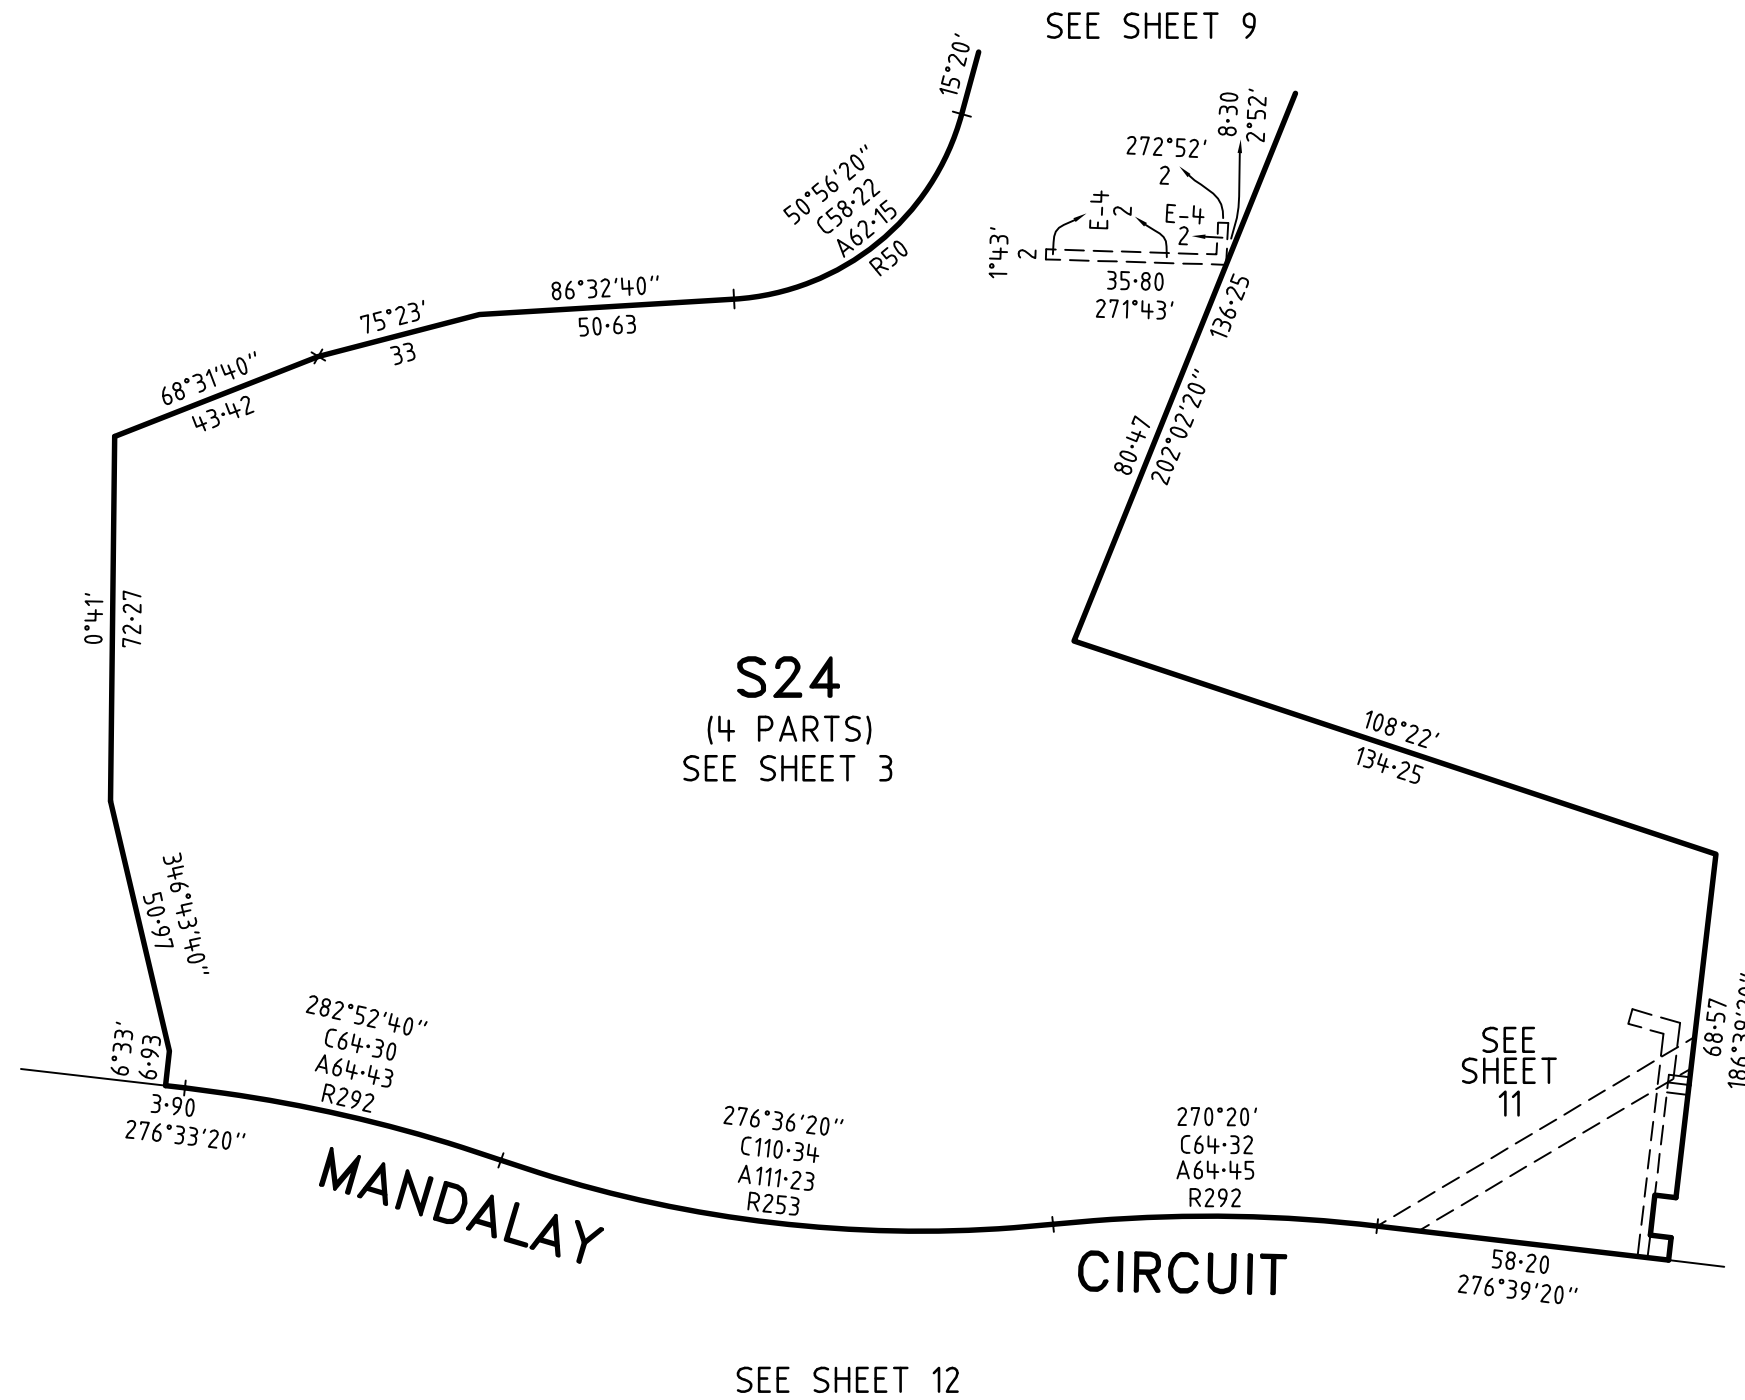 SEE SHEET 9
15°20'
8·30
2°52'
272°52'
2
E-4
2
E-4
2
1°43'
2
35·80
271°43'
136·25
50°56'20"
C58·22
A62·15
R50
86°32'40"
50·63
75°23'
33
68°31'40"
43·42
80·47
202°02'20"
0°41'
72·27
S24
(4 PARTS)
SEE SHEET 3
108°22'
134·25
346°43'40"
50·97
6°33'
6·93
3·90
276°33'20"
282°52'40"
C64·30
A64·43
R292
276°36'20"
C110·34
A111·23
R253
270°20'
C64·32
A64·45
R292
SEE
SHEET
11
68·57
58·20
276°39'20"
MANDALAY CIRCUIT
SEE SHEET 12